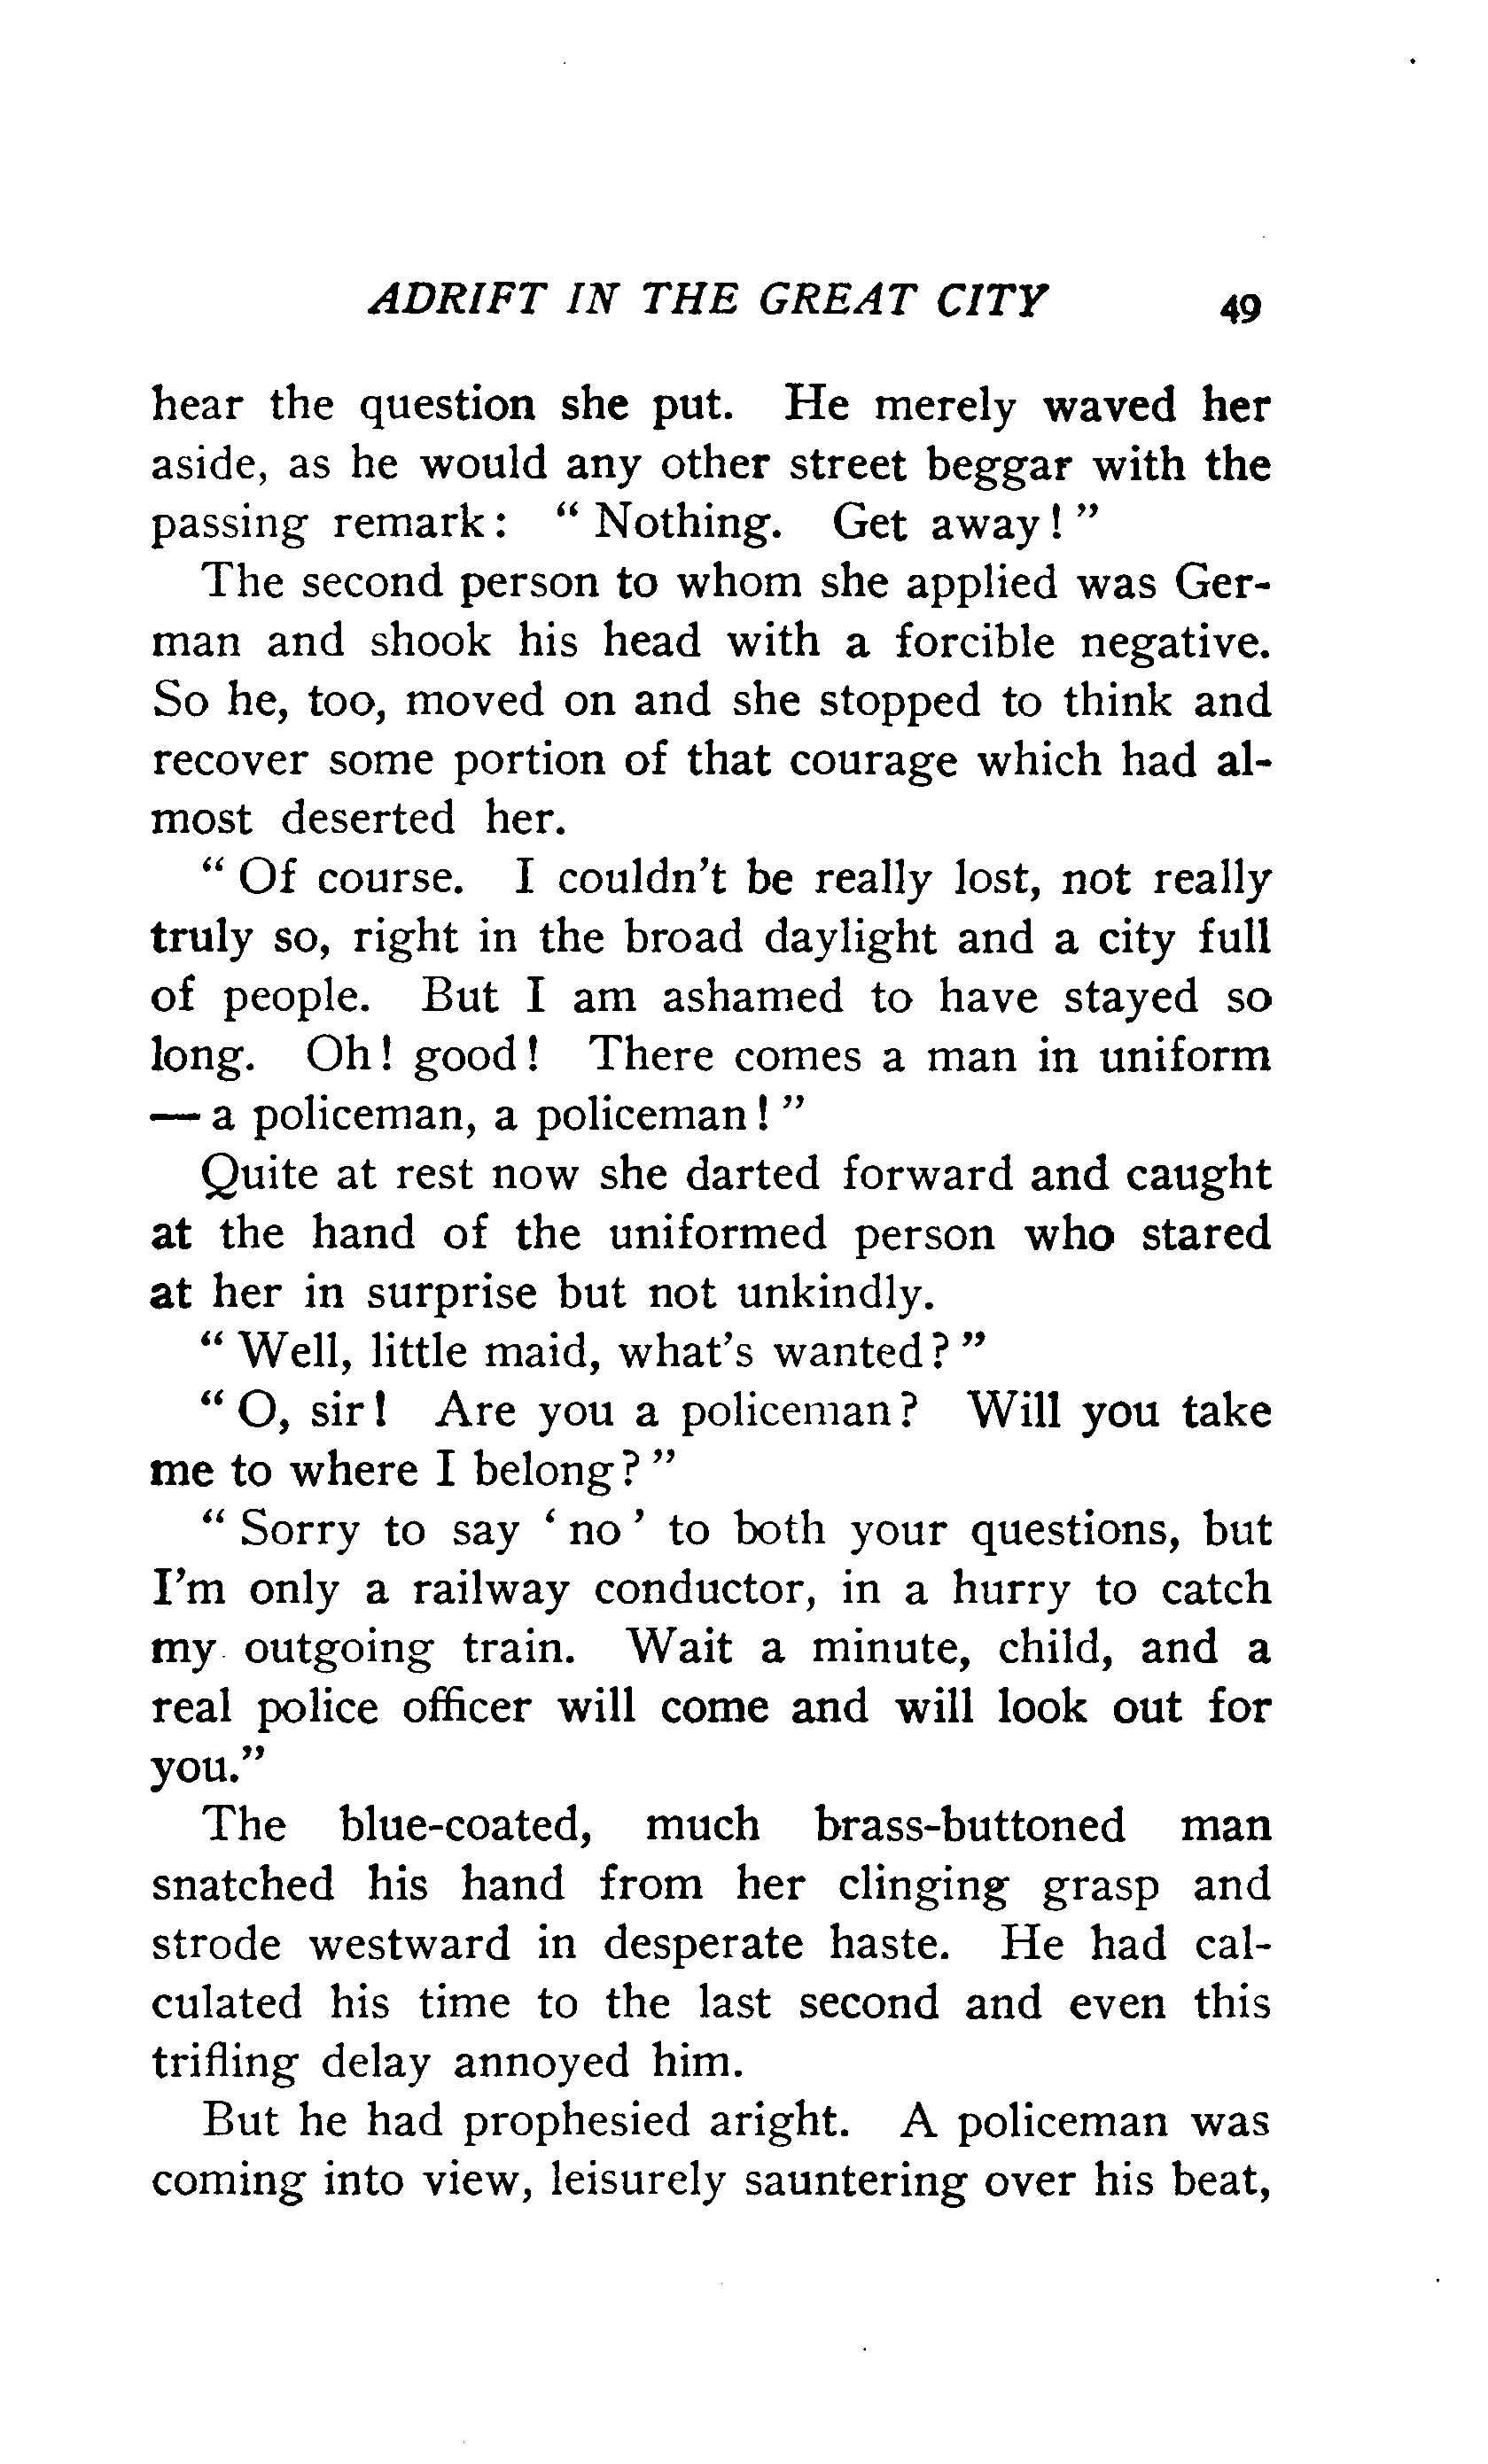 ADRIFT IN THE GREAT CITY 49
hear the question she put. He merely waved her
aside, as he would any other street beggar with the
passing remark: “ Nothing. Get away! ”
The second person to whom she applied was Ger-
man and shook his head with a forcible negative.
So he, too, moved on and she stopped to think and
recover some portion of that courage which had al-
most deserted her.
“ Of course. I couldn't be really lost, not really
truly so, right in the broad daylight and a city full
of people. But I am ashamed to have stayed so
long. Oh! good! There comes a man in uniform
— a policeman, a policeman! ”
Quite at rest now she darted forward and caught
at the hand of the uniformed person who stared
at her in surprise but not unkindly.
“ Well, little maid, what's wanted? ”
“ O, sir! Are you a policeman? Will you take
me to where I belong? ”
“ Sorry to say ‘ no ’ to both your questions, but
I'm only a railway conductor, in a hurry to catch
my outgoing train. Wait a minute, child, and a
real police officer will come and will look out for
you.”
The blue-coated, much brass-buttoned man
snatched his hand from her clinging grasp and
strode westward in desperate haste. He had cal-
culated his time to the last second and even this
trifling delay annoyed him.
But he had prophesied aright. A policeman was
coming into view, leisurely sauntering over his beat,